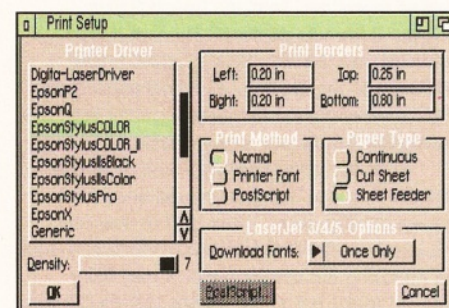 Print Setup
Printer Driver
Digita-LaserDriver
EpsonP2
EpsonQ
EpsonStylusCOLOR
EpsonStylusCOLOR_II
EpsonStylusIIsBlack
EpsonStylusIIsColor
EpsonStylusPro
EpsonX
Generic
Density: 7
Print Borders
Left: 0.20 in Top: 0.25 in
Right: 0.20 in Bottom: 0.80 in
Print Method
Normal
Printer Font
PostScript
Paper Type
Continuous
Cut Sheet
Sheet Feeder
LaserJet 3/4/5 Options
Download Fonts: Once Only
OK PostScript... Cancel